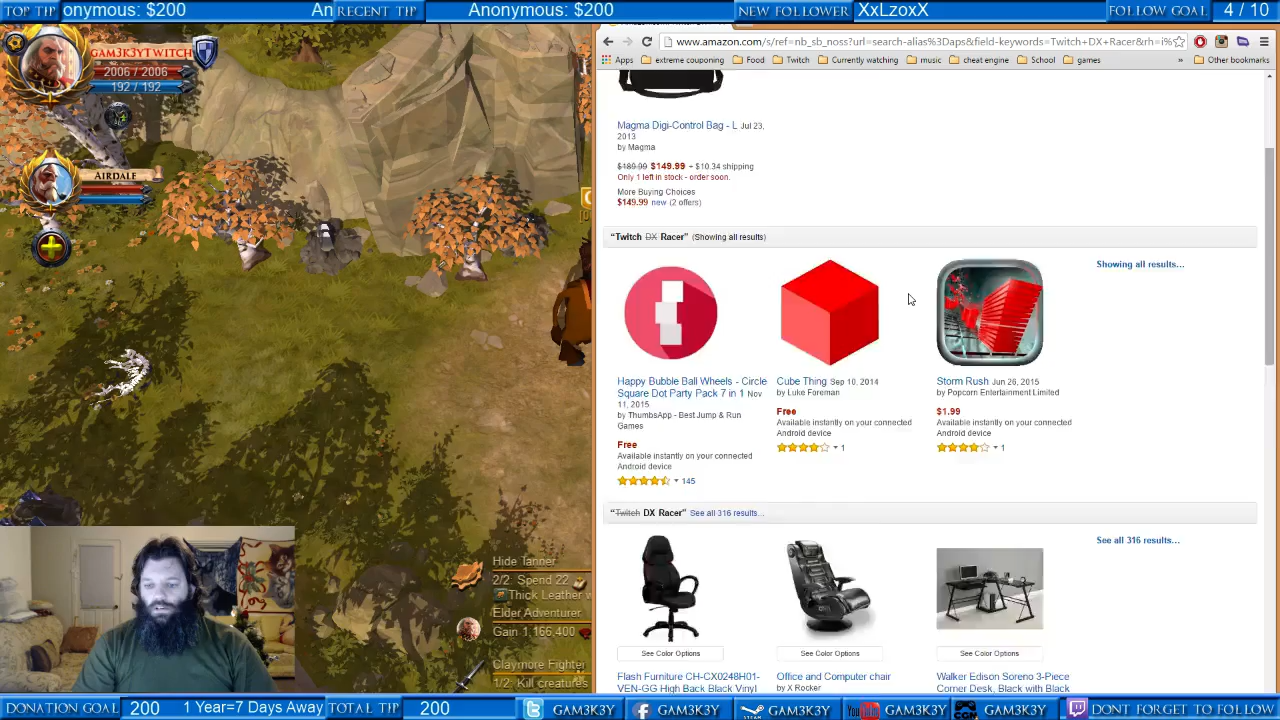 TOP TIP onymous: $200 An RECENT TIP Anonymous: $200 NEW FOLLOWER XxLzoxX FOLLOW GOAL 4 / 10
GAM3K3YTWITCH
2006 / 2006
192 / 192
AIRDALE
www.amazon.com/s/ref=nb_sb_noss?url=search-alias%3Daps&field-keywords=Twitch+DX+Racer&rh=i%
Apps extreme couponing Food Twitch Currently watching music cheat engine School games » Other bookmarks
Magma Digi-Control Bag - L Jul 23,
2013
by Magma
$189.99 $149.99 + $10.34 shipping
Only 1 left in stock - order soon.
More Buying Choices
$149.99 new (2 offers)
“Twitch DX Racer” (Showing all results)
Showing all results...
Happy Bubble Ball Wheels - Circle
Square Dot Party Pack 7 in 1 Nov
11, 2015
by ThumbsApp - Best Jump & Run
Games
Free
Available instantly on your connected
Android device
145
Cube Thing Sep 10, 2014
by Luke Foreman
Free
Available instantly on your connected
Android device
1
Storm Rush Jun 26, 2015
by Popcorn Entertainment Limited
$1.99
Available instantly on your connected
Android device
1
“Twitch DX Racer” See all 316 results...
See all 316 results...
See Color Options
See Color Options
See Color Options
Flash Furniture CH-CX0248H01-
VEN-GG High Back Black Vinyl
Office and Computer chair
by X Rocker
Walker Edison Soreno 3-Piece
Corner Desk, Black with Black
Hide Tanner
2/2: Spend 22
Thick Leather w
Elder Adventurer
Gain 1,166,400
Claymore Fighter
1/2: Kill creatures
DONATION GOAL 200 1 Year=7 Days Away TOTAL TIP 200 GAM3K3Y GAM3K3Y STEAM GAM3K3Y You GAM3K3Y GAM3K3Y DONT FORGET TO FOLLOW